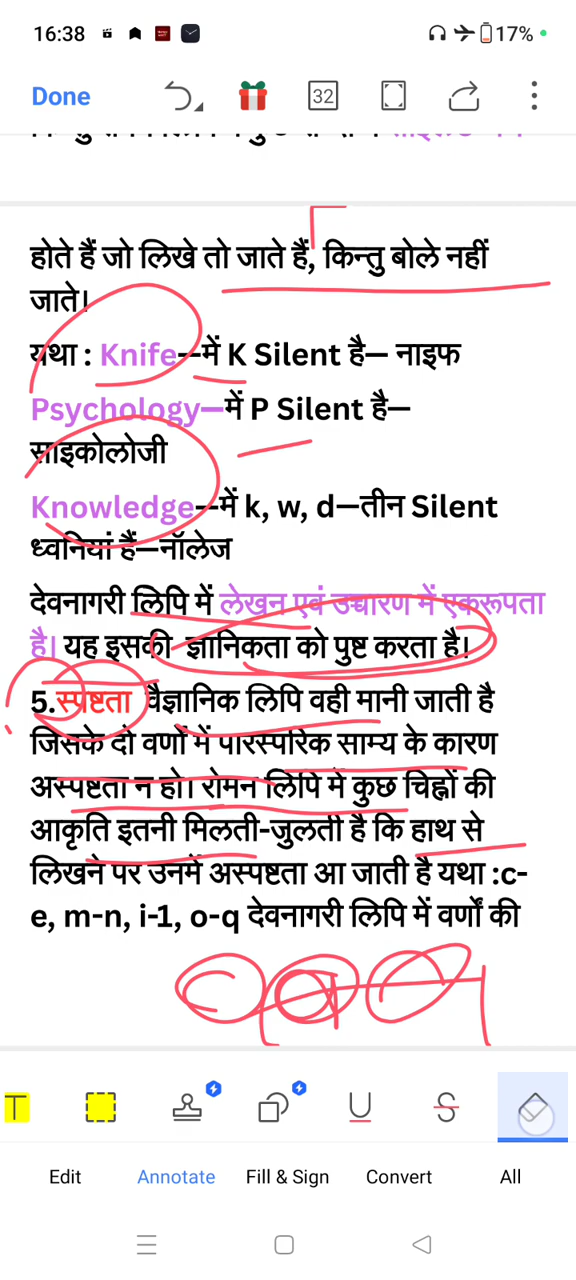 16:38
17%
Done
32
होते हैं जो लिखे तो जाते हैं, किन्तु बोले नहीं
जाते।
यथा : Knife—में K Silent है— नाइफ
Psychology—में P Silent है—
साइकोलोजी
Knowledge—में k, w, d—तीन Silent
ध्वनियां हैं—नॉलेज
देवनागरी लिपि में लेखन एवं उच्चारण में एकरूपता
है। यह इसकी ज्ञानिकता को पुष्ट करता है।
5.स्पष्टता वैज्ञानिक लिपि वही मानी जाती है
जिसके दो वर्णों में पारस्परिक साम्य के कारण
अस्पष्टता न हो। रोमन लिपि में कुछ चिह्नों की
आकृति इतनी मिलती-जुलती है कि हाथ से
लिखने पर उनमें अस्पष्टता आ जाती है यथा :c-
e, m-n, i-1, o-q देवनागरी लिपि में वर्णों की
T
U
S
Edit
Annotate
Fill & Sign
Convert
All